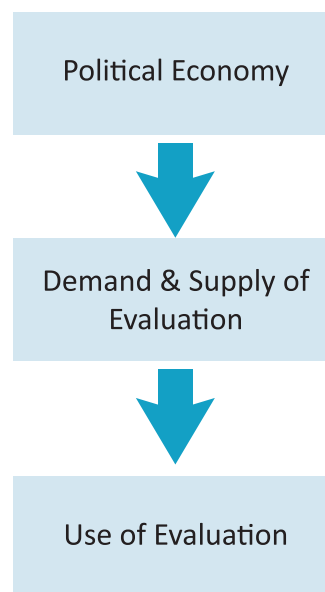 Political Economy
Demand & Supply of
Evaluation
Use of Evaluation